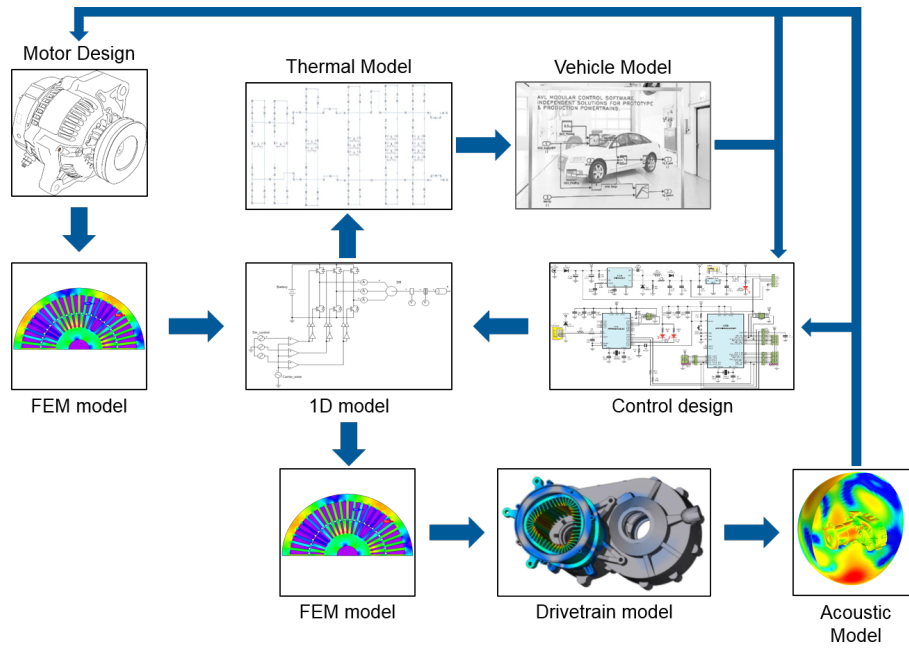 Motor Design
Thermal Model
Vehicle Model
AVL MODULAR CONTROL SOFTWARE
INDEPENDENT SOLUTIONS FOR PROTOTYPE
& PRODUCTION POWERTRAINS:
Battery
FEM model
1D model
Control design
FEM model
Drivetrain model
Acoustic
Model